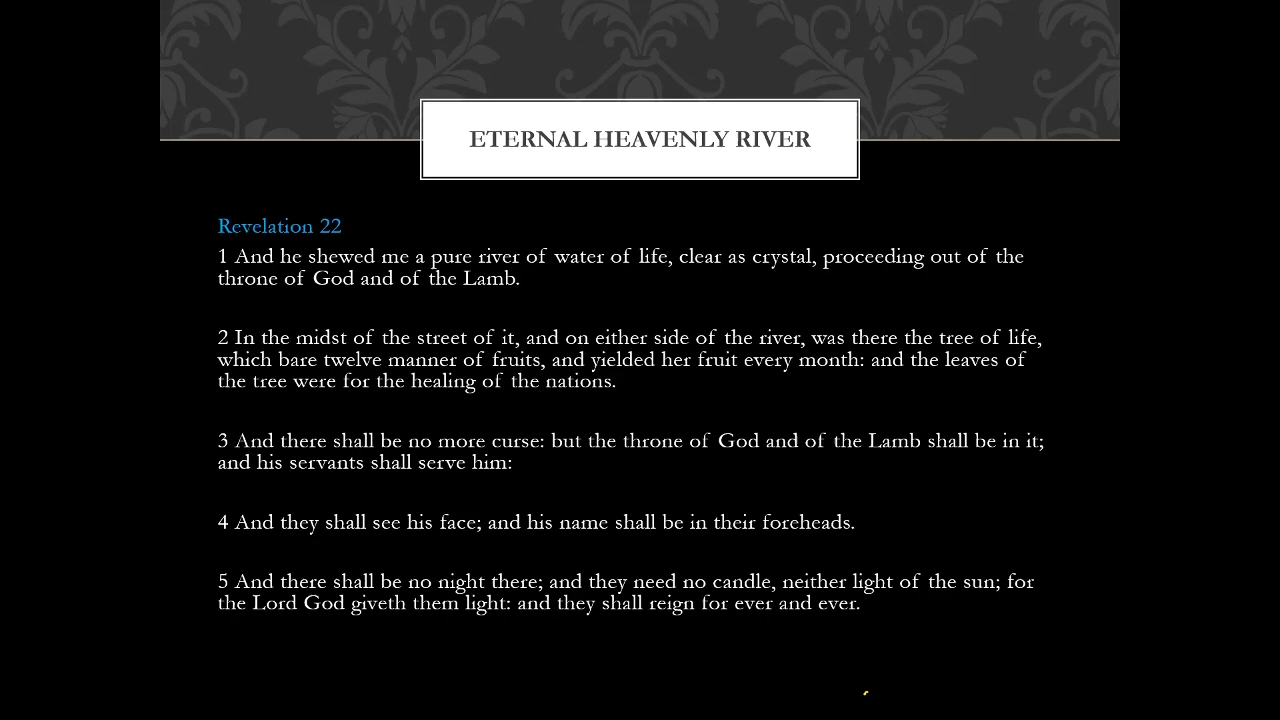 ETERNAL HEAVENLY RIVER
Revelation 22
1 And he shewed me a pure river of water of life, clear as crystal, proceeding out of the
throne of God and of the Lamb.
2 In the midst of the street of it, and on either side of the river, was there the tree of life,
which bare twelve manner of fruits, and yielded her fruit every month: and the leaves of
the tree were for the healing of the nations.
3 And there shall be no more curse: but the throne of God and of the Lamb shall be in it;
and his servants shall serve him:
4 And they shall see his face; and his name shall be in their foreheads.
5 And there shall be no night there; and they need no candle, neither light of the sun; for
the Lord God giveth them light: and they shall reign for ever and ever.